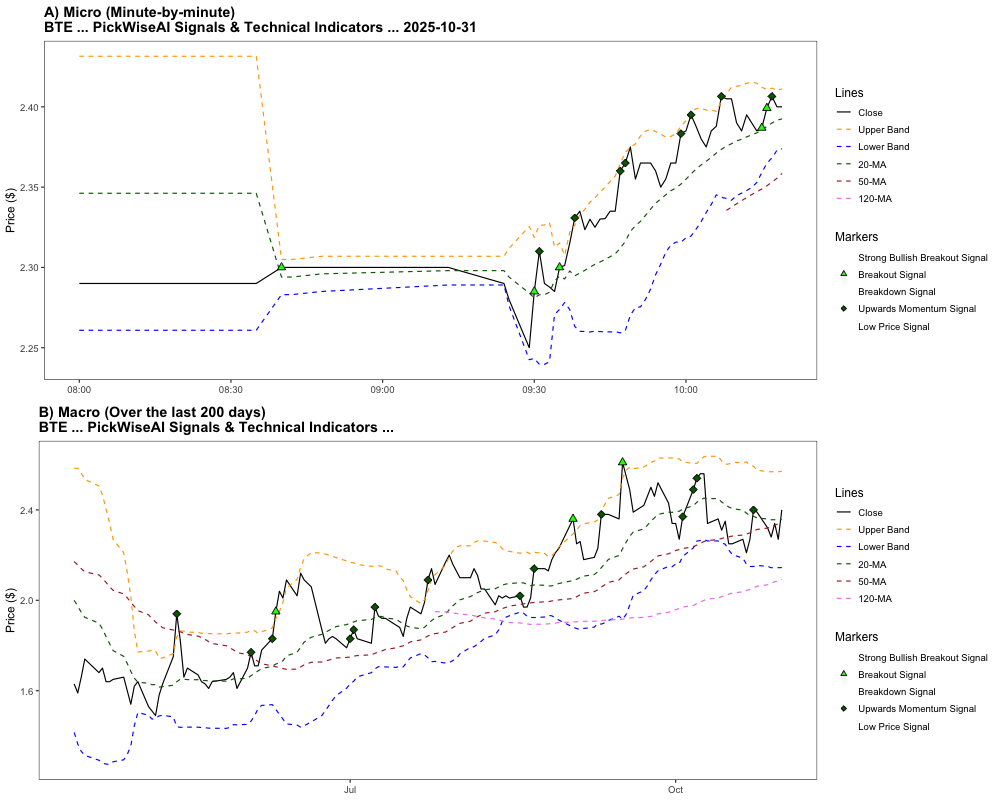 A) Micro (Minute-by-minute)
BTE ... PickWiseAI Signals & Technical Indicators ... 2025-10-31
Price ($)
2.40
2.35
2.30
2.25
08:00
08:30
09:00
09:30
10:00
Lines
Close
Upper Band
Lower Band
20-MA
50-MA
120-MA
Markers
Strong Bullish Breakout Signal
Breakout Signal
Breakdown Signal
Upwards Momentum Signal
Low Price Signal
B) Macro (Over the last 200 days)
BTE ... PickWiseAI Signals & Technical Indicators ...
Price ($)
2.4
2.0
1.6
Jul
Oct
Lines
Close
Upper Band
Lower Band
20-MA
50-MA
120-MA
Markers
Strong Bullish Breakout Signal
Breakout Signal
Breakdown Signal
Upwards Momentum Signal
Low Price Signal